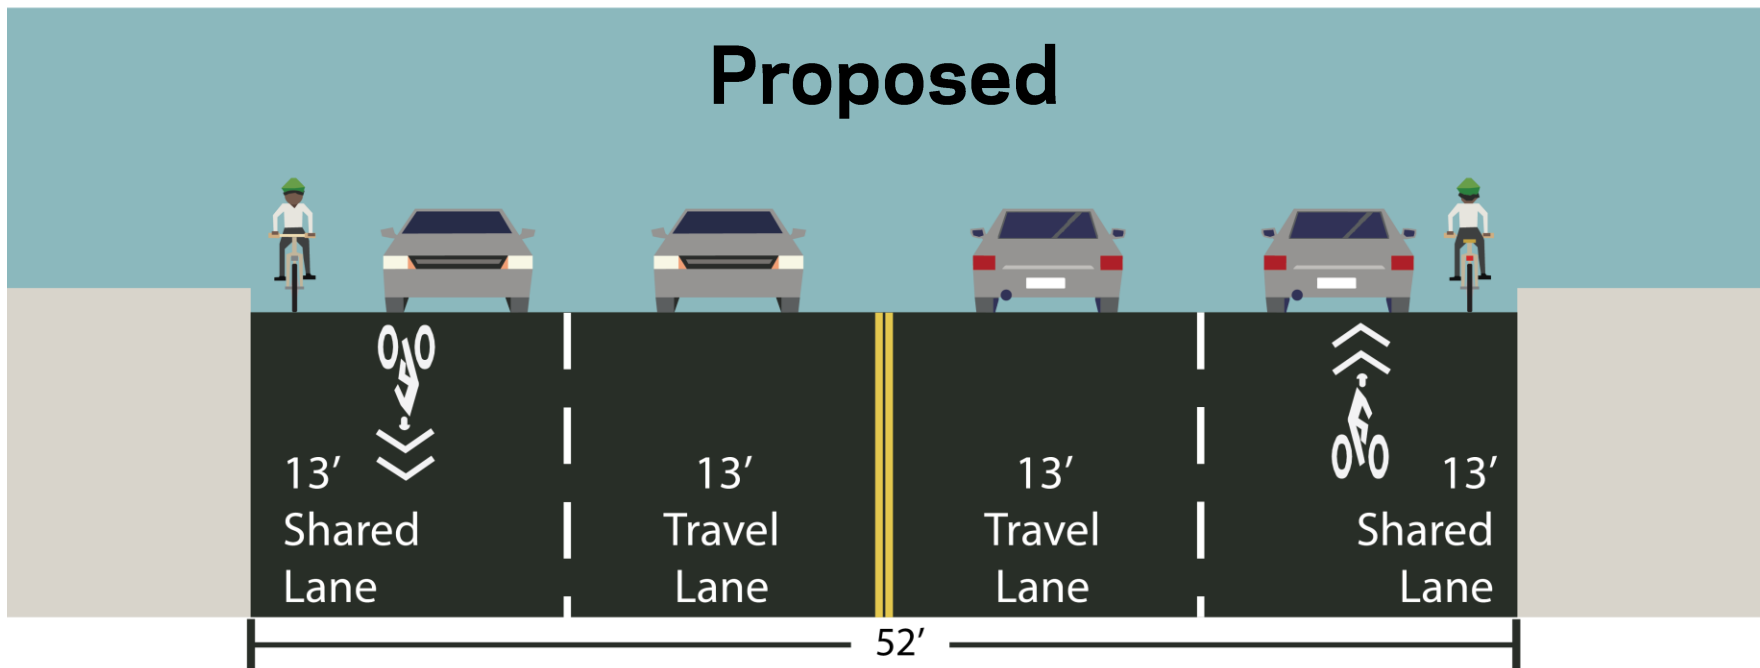 Proposed
13’
Shared
Lane
13’
Travel
Lane
13’
Travel
Lane
13’
Shared
Lane
52’